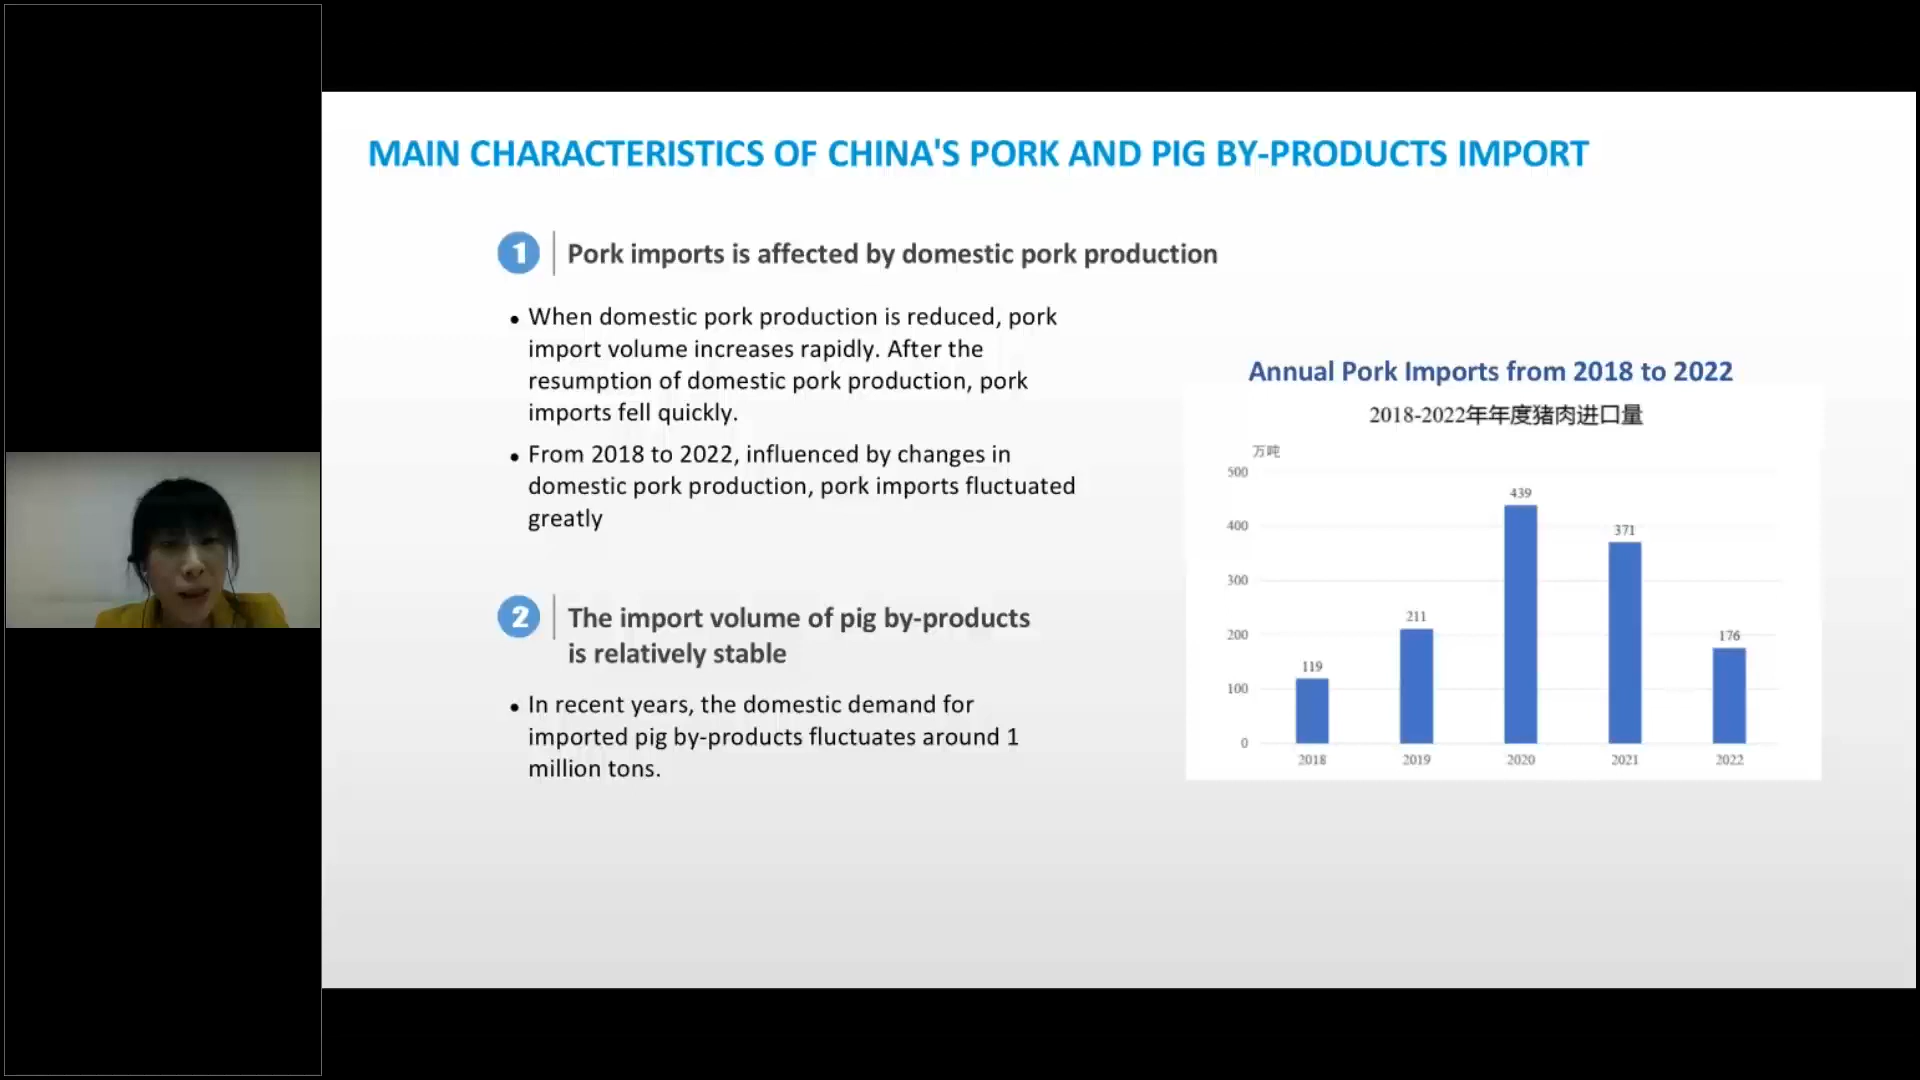 MAIN CHARACTERISTICS OF CHINA'S PORK AND PIG BY-PRODUCTS IMPORT
1
Pork imports is affected by domestic pork production
• When domestic pork production is reduced, pork
import volume increases rapidly. After the
resumption of domestic pork production, pork
imports fell quickly.
• From 2018 to 2022, influenced by changes in
domestic pork production, pork imports fluctuated
greatly
2
The import volume of pig by-products
is relatively stable
• In recent years, the domestic demand for
imported pig by-products fluctuates around 1
million tons.
Annual Pork Imports from 2018 to 2022
2018-2022年年度猪肉进口量
万吨
500
400
300
200
100
0
119
211
439
371
176
2018
2019
2020
2021
2022